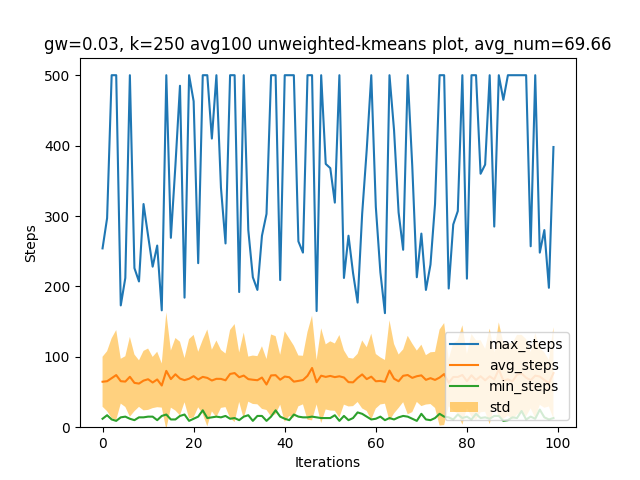 gw=0.03, k=250 avg100 unweighted-kmeans plot, avg_num=69.66
500
400
300
200
100
0
Steps
max_steps
avg_steps
min_steps
std
0
20
40
60
80
100
Iterations